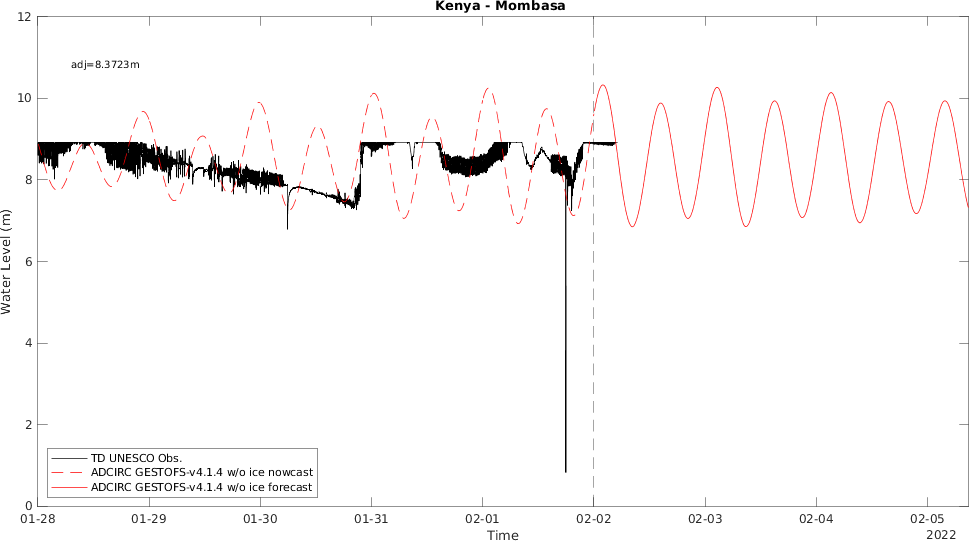 Kenya - Mombasa
adj=8.3723m
12
10
8
6
4
2
0
Water Level (m)
TD UNESCO Obs.
ADCIRC GESTOFS-v4.1.4 w/o ice nowcast
ADCIRC GESTOFS-v4.1.4 w/o ice forecast
01-28 01-29 01-30 01-31 02-01 02-02 02-03 02-04 02-05
Time
2022